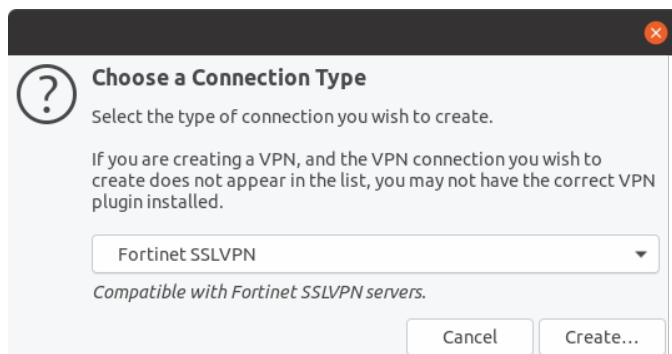 Choose a Connection Type
Select the type of connection you wish to create.
If you are creating a VPN, and the VPN connection you wish to
create does not appear in the list, you may not have the correct VPN
plugin installed.
Fortinet SSLVPN
Compatible with Fortinet SSLVPN servers.
Cancel Create...